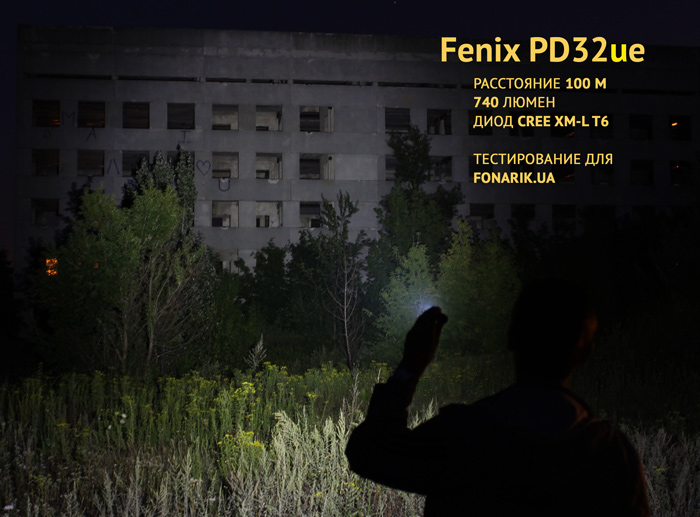 Fenix PD32ue
РАССТОЯНИЕ 100 М
740 ЛЮМЕН
ДИОД CREE XM-L T6
ТЕСТИРОВАНИЕ ДЛЯ
FONARIK.UA